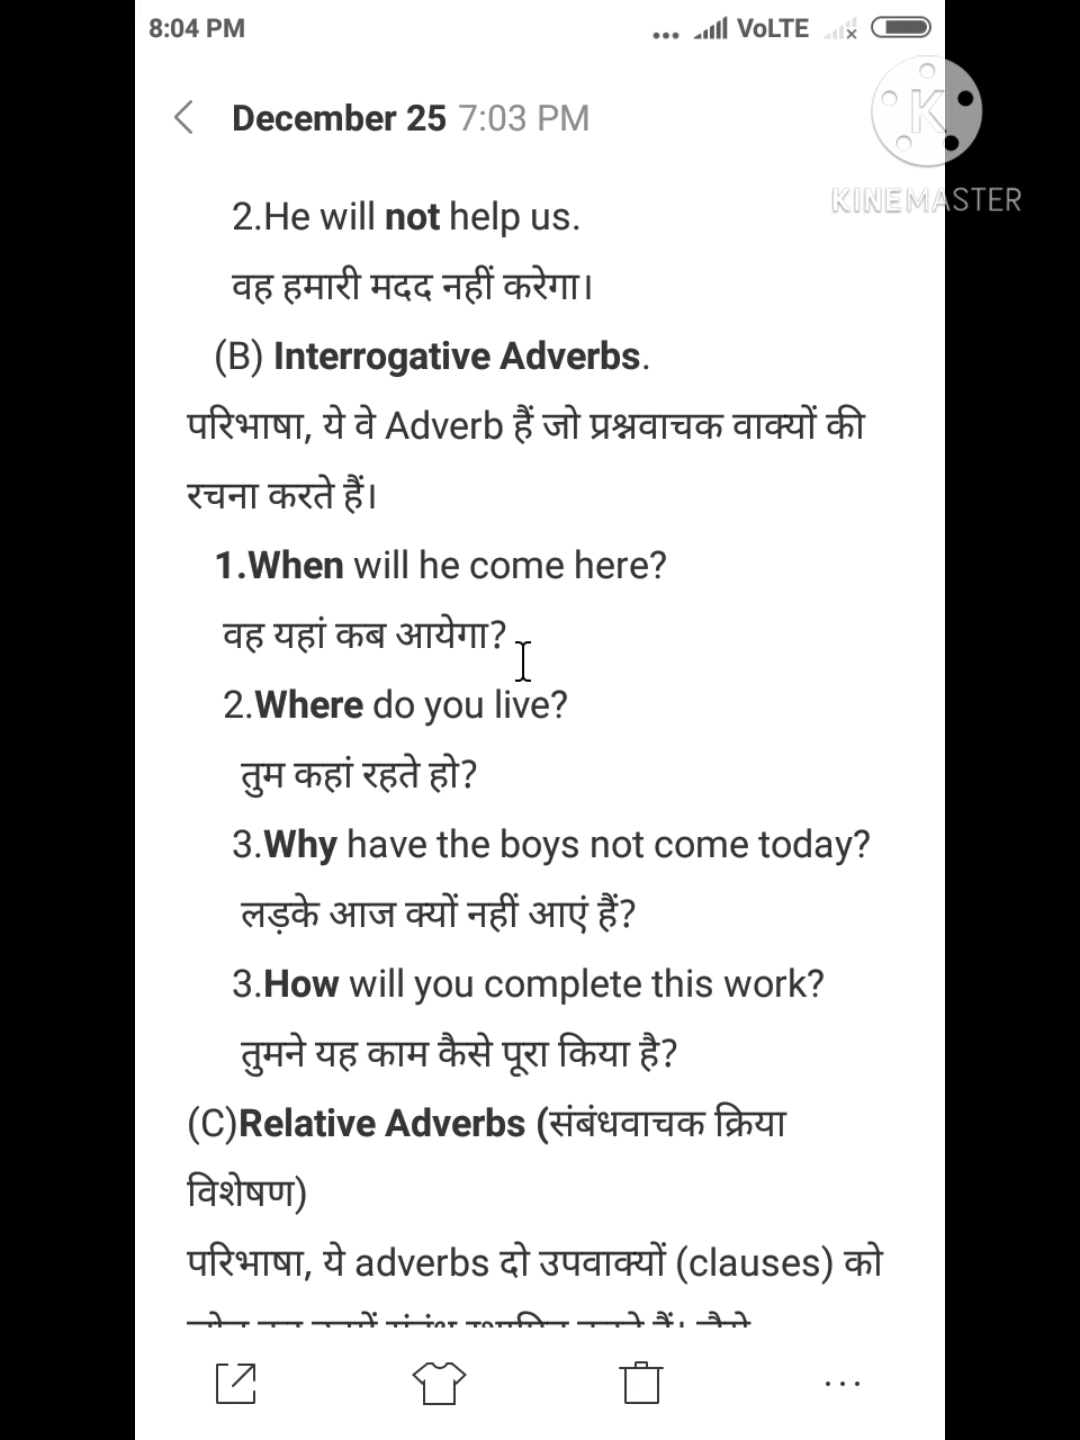 8:04 PM
... VoLTE
December 25 7:03 PM
KINEMASTER
2.He will not help us.
वह हमारी मदद नहीं करेगा।
(B) Interrogative Adverbs.
परिभाषा, ये वे Adverb हैं जो प्रश्नवाचक वाक्यों की
रचना करते हैं।
1.When will he come here?
वह यहां कब आयेगा?
2.Where do you live?
तुम कहां रहते हो?
3.Why have the boys not come today?
लड़के आज क्यों नहीं आएं हैं?
3.How will you complete this work?
तुमने यह काम कैसे पूरा किया है?
(C)Relative Adverbs (संबंधवाचक क्रिया
विशेषण)
परिभाषा, ये adverbs दो उपवाक्यों (clauses) को